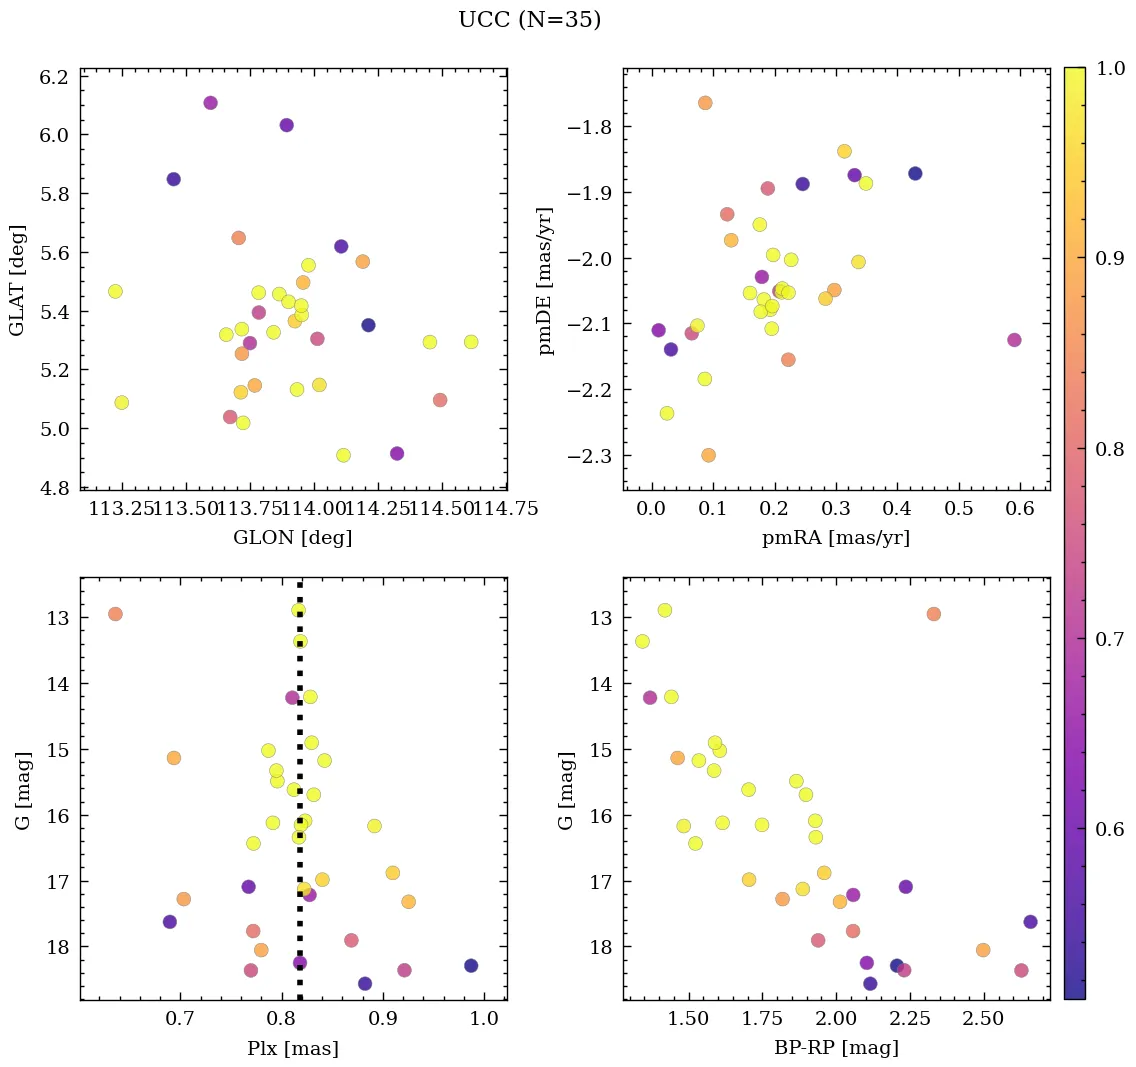 UCC (N=35)
6.2
6.0
5.8
5.6
5.4
5.2
5.0
4.8
GLAT [deg]
113.25 113.50 113.75 114.00 114.25 114.50 114.75
GLON [deg]
−1.8
−1.9
−2.0
−2.1
−2.2
−2.3
pmDE [mas/yr]
0.0 0.1 0.2 0.3 0.4 0.5 0.6
pmRA [mas/yr]
13
14
15
16
17
18
G [mag]
0.7 0.8 0.9 1.0
Plx [mas]
13
14
15
16
17
18
G [mag]
1.50 1.75 2.00 2.25 2.50
BP-RP [mag]
1.0
0.9
0.8
0.7
0.6